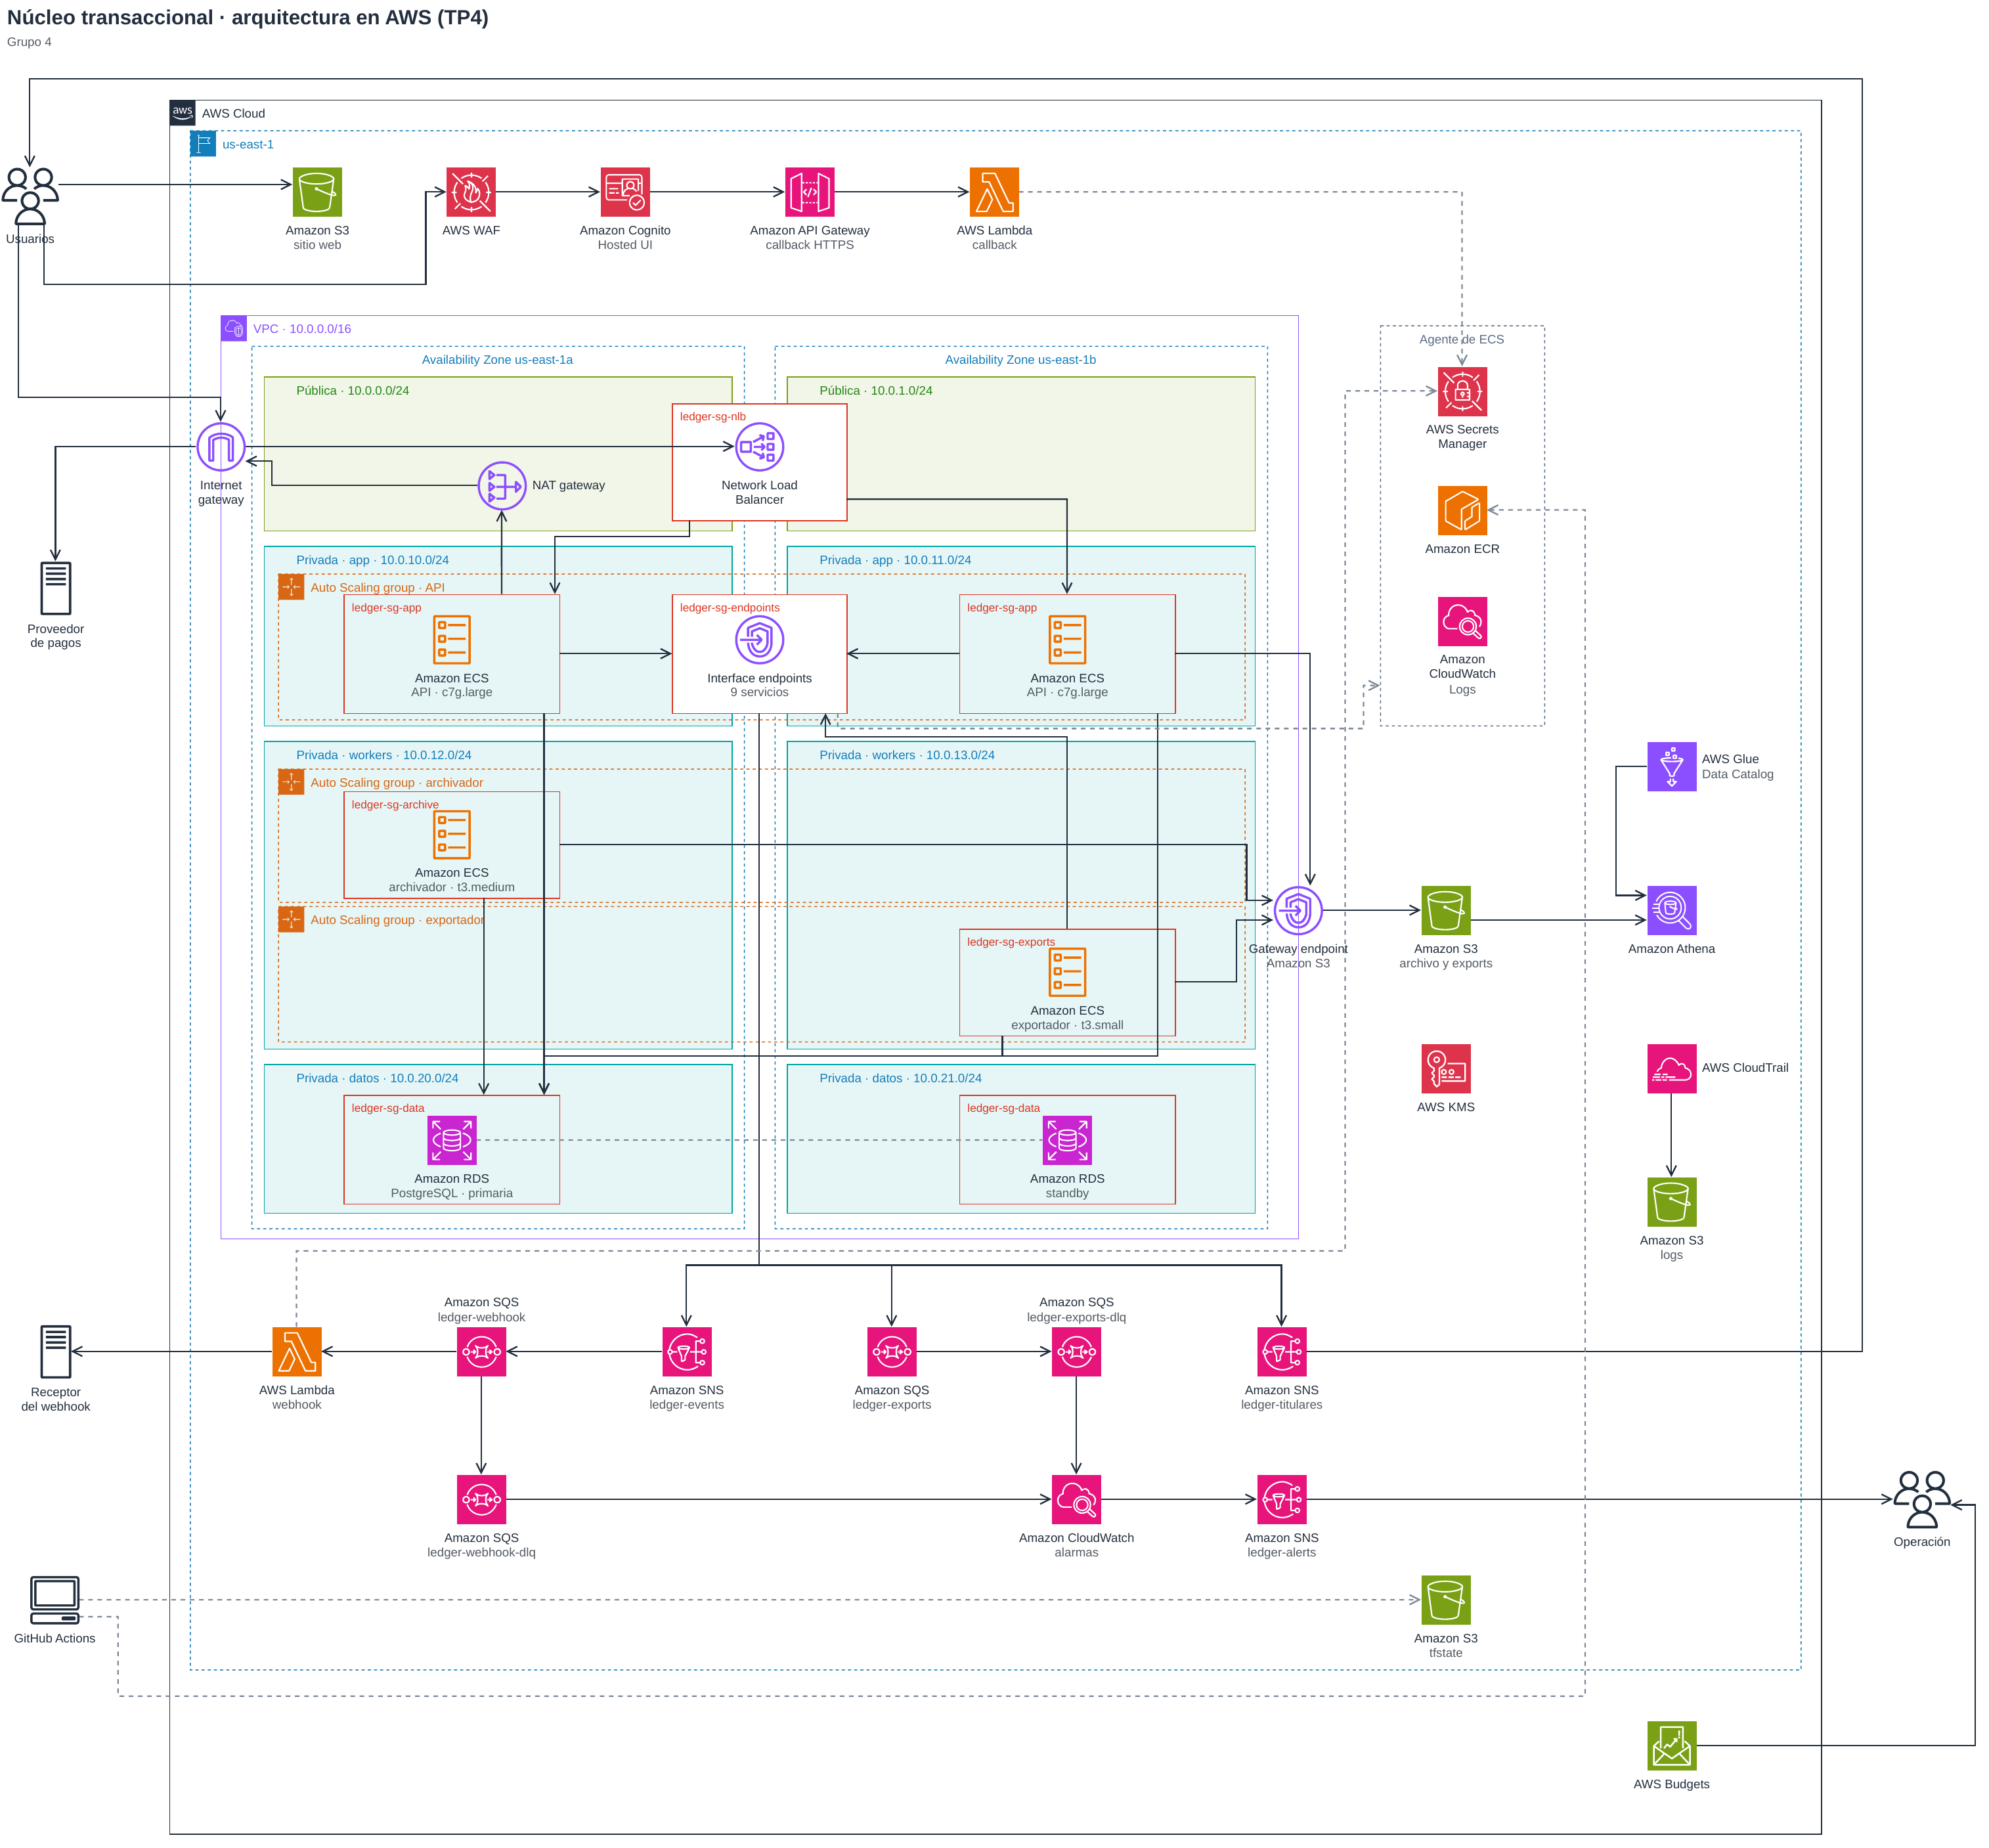 Núcleo transaccional · arquitectura en AWS (TP4)
Grupo 4
aws
AWS Cloud
us-east-1
Usuarios
Amazon S3
sitio web
AWS WAF
Amazon Cognito
Hosted UI
Amazon API Gateway
callback HTTPS
AWS Lambda
callback
VPC · 10.0.0.0/16
Availability Zone us-east-1a
Availability Zone us-east-1b
Agente de ECS
Pública · 10.0.0.0/24
Pública · 10.0.1.0/24
ledger-sg-nlb
Network Load
Balancer
NAT gateway
Internet
gateway
AWS Secrets
Manager
Amazon ECR
Amazon
CloudWatch
Logs
Proveedor
de pagos
Privada · app · 10.0.10.0/24
Privada · app · 10.0.11.0/24
Auto Scaling group · API
ledger-sg-app
Amazon ECS
API · c7g.large
ledger-sg-endpoints
Interface endpoints
9 servicios
ledger-sg-app
Amazon ECS
API · c7g.large
Privada · workers · 10.0.12.0/24
Privada · workers · 10.0.13.0/24
Auto Scaling group · archivador
ledger-sg-archive
Amazon ECS
archivador · t3.medium
Auto Scaling group · exportador
ledger-sg-exports
Amazon ECS
exportador · t3.small
AWS Glue
Data Catalog
Gateway endpoint
Amazon S3
Amazon S3
archivo y exports
Amazon Athena
AWS KMS
AWS CloudTrail
Amazon S3
logs
Privada · datos · 10.0.20.0/24
Privada · datos · 10.0.21.0/24
ledger-sg-data
Amazon RDS
PostgreSQL · primaria
ledger-sg-data
Amazon RDS
standby
Receptor
del webhook
AWS Lambda
webhook
Amazon SQS
ledger-webhook
Amazon SNS
ledger-events
Amazon SQS
ledger-exports
Amazon SQS
ledger-exports-dlq
Amazon SNS
ledger-titulares
Amazon SQS
ledger-webhook-dlq
Amazon CloudWatch
alarmas
Amazon SNS
ledger-alerts
Operación
GitHub Actions
Amazon S3
tfstate
AWS Budgets